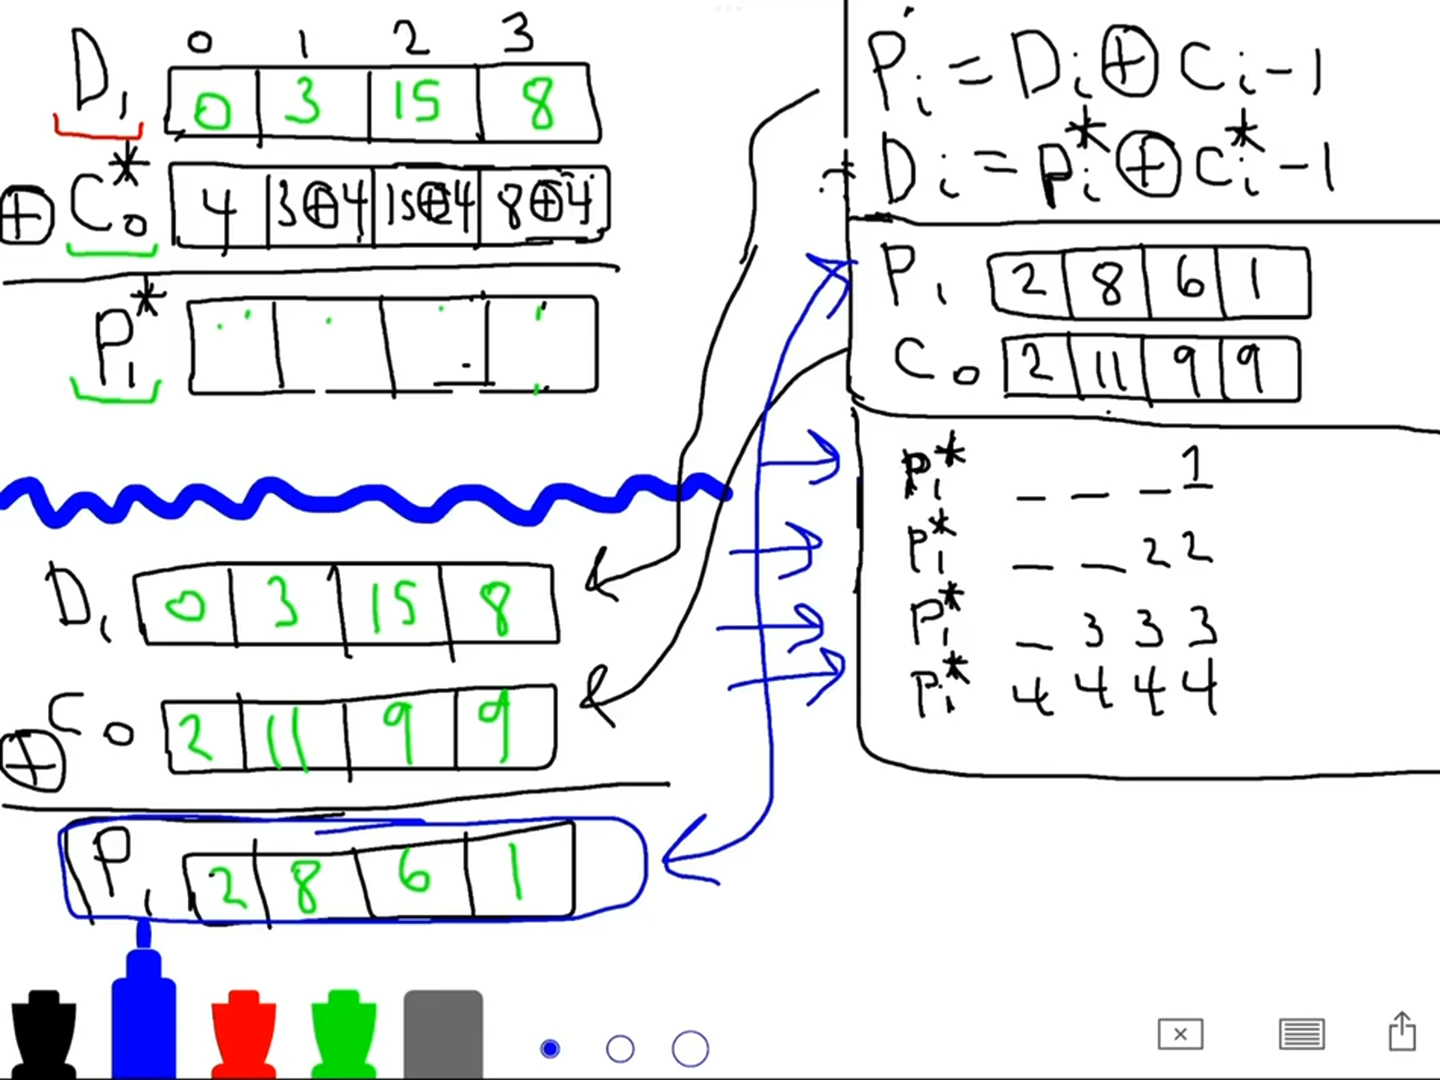 0 1 2 3
D1 0 3 15 8
⊕ C0* 4 3⊕4 15⊕4 8⊕4
P1*
D1 0 3 15 8
⊕ C0 2 11 9 9
P1 2 8 6 1
Pi = Di ⊕ Ci-1
Di = Pi* ⊕ Ci*-1
P1 2 8 6 1
C0 2 11 9 9
P1* _ _ _ 1
P1* _ _ 2 2
P1* _ 3 3 3
P1* 4 4 4 4